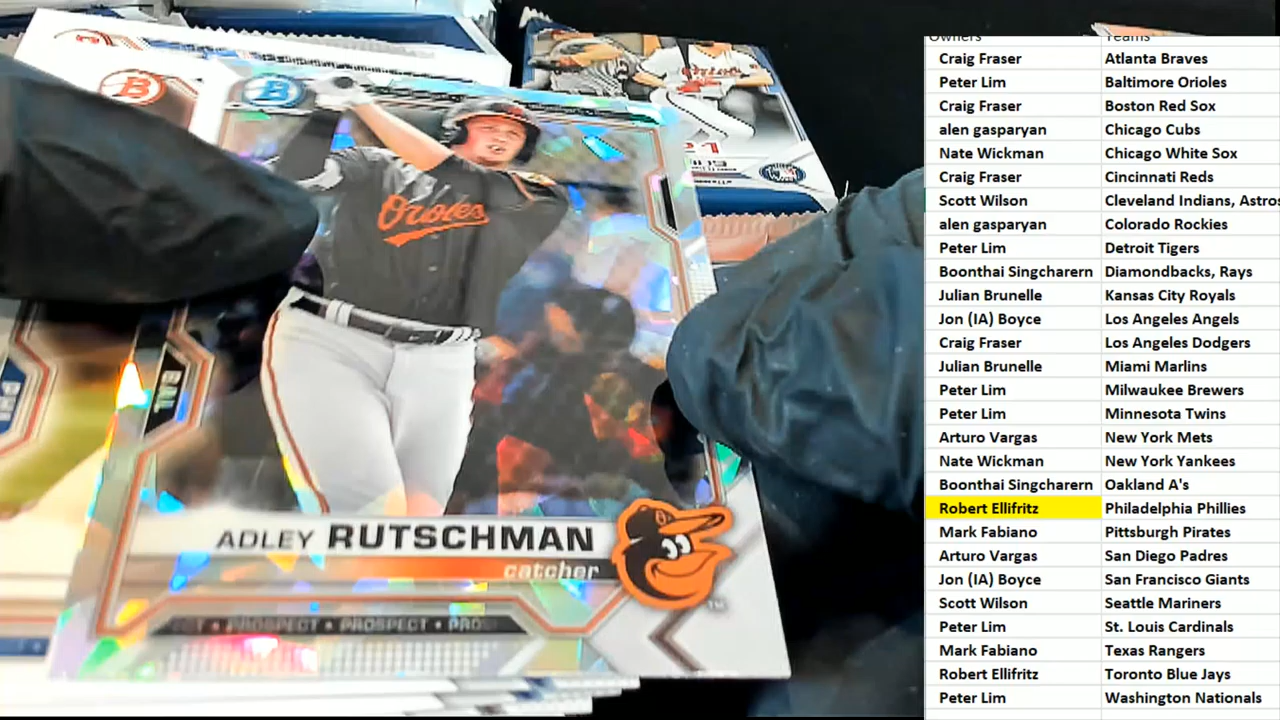 Orioles
ADLEY RUTSCHMAN
catcher
PROSPECT • PROSPECT • PRO
B
B
21
Owners Teams
Craig Fraser Atlanta Braves
Peter Lim Baltimore Orioles
Craig Fraser Boston Red Sox
alen gasparyan Chicago Cubs
Nate Wickman Chicago White Sox
Craig Fraser Cincinnati Reds
Scott Wilson Cleveland Indians, Astros
alen gasparyan Colorado Rockies
Peter Lim Detroit Tigers
Boonthai Singcharern Diamondbacks, Rays
Julian Brunelle Kansas City Royals
Jon (IA) Boyce Los Angeles Angels
Craig Fraser Los Angeles Dodgers
Julian Brunelle Miami Marlins
Peter Lim Milwaukee Brewers
Peter Lim Minnesota Twins
Arturo Vargas New York Mets
Nate Wickman New York Yankees
Boonthai Singcharern Oakland A's
Robert Ellifritz Philadelphia Phillies
Mark Fabiano Pittsburgh Pirates
Arturo Vargas San Diego Padres
Jon (IA) Boyce San Francisco Giants
Scott Wilson Seattle Mariners
Peter Lim St. Louis Cardinals
Mark Fabiano Texas Rangers
Robert Ellifritz Toronto Blue Jays
Peter Lim Washington Nationals